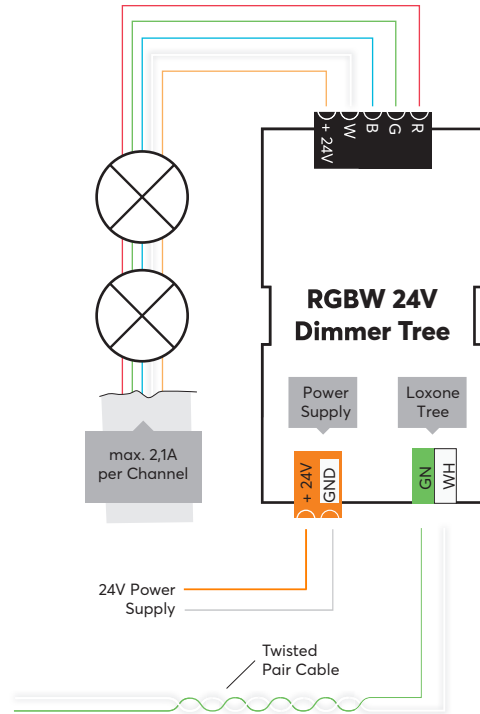 + 24V
W
B
G
R
RGBW 24V
Dimmer Tree
Power
Supply
Loxone
Tree
max. 2,1A
per Channel
+ 24V
GND
GN
WH
24V Power
Supply
Twisted
Pair Cable